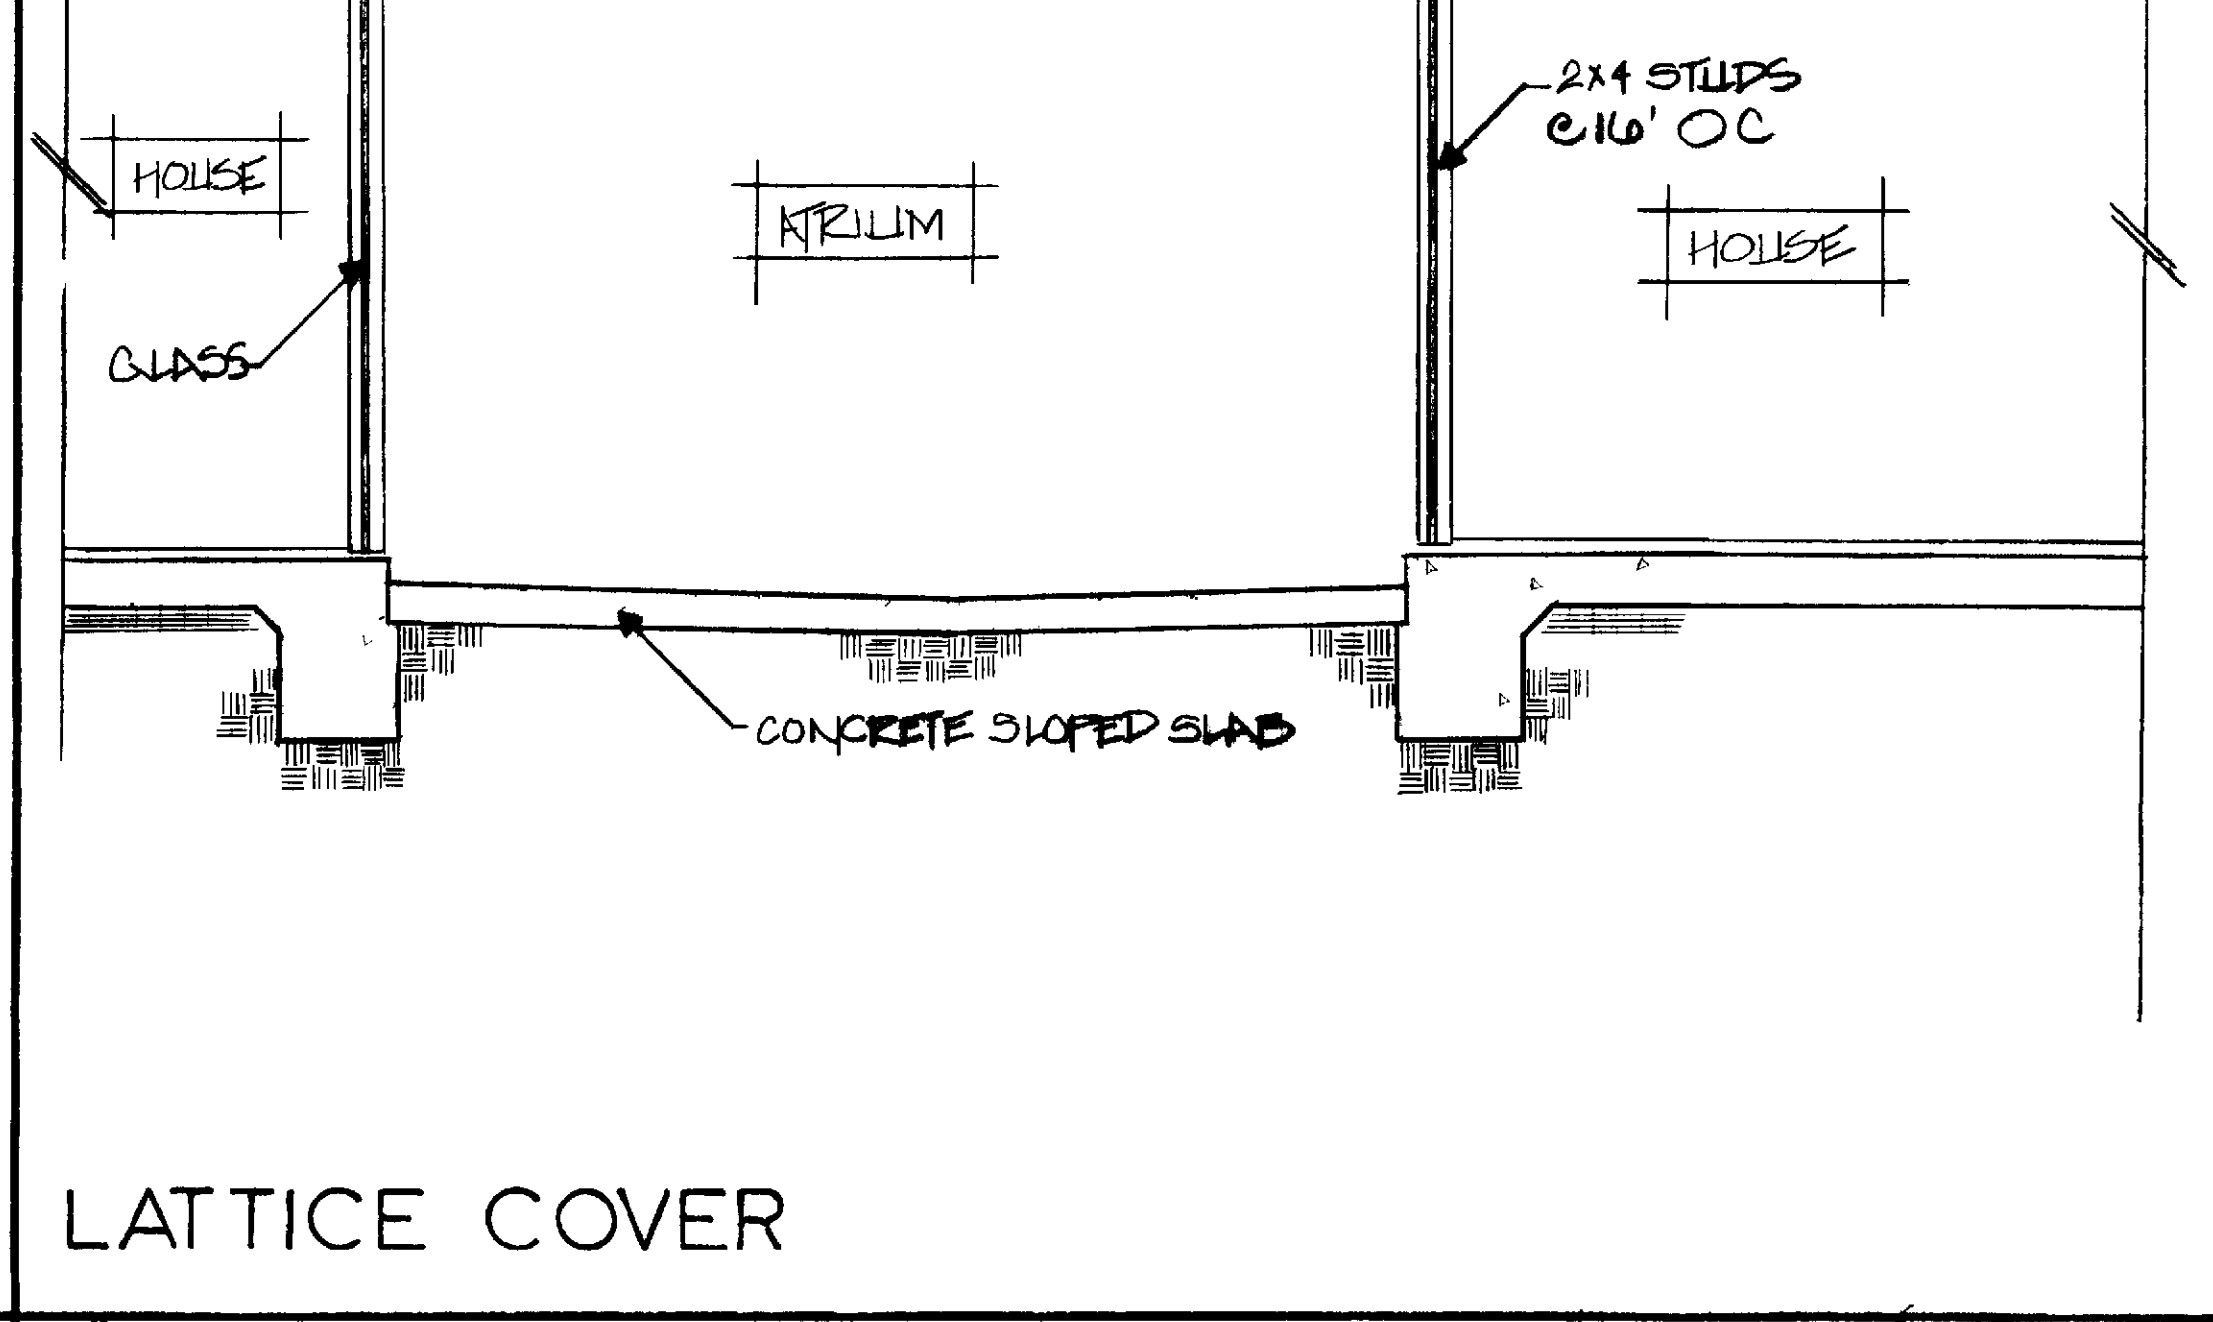 2x4 STUDS
@ 16' OC
HOUSE
ATRIUM
HOUSE
GLASS
CONCRETE SLOPED SLAB
LATTICE COVER